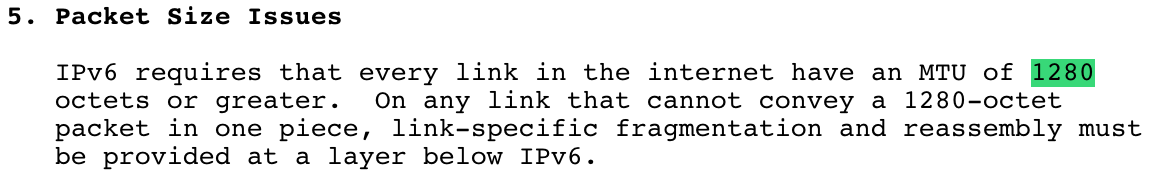 5. Packet Size Issues
IPv6 requires that every link in the internet have an MTU of 1280
octets or greater.  On any link that cannot convey a 1280-octet
packet in one piece, link-specific fragmentation and reassembly must
be provided at a layer below IPv6.